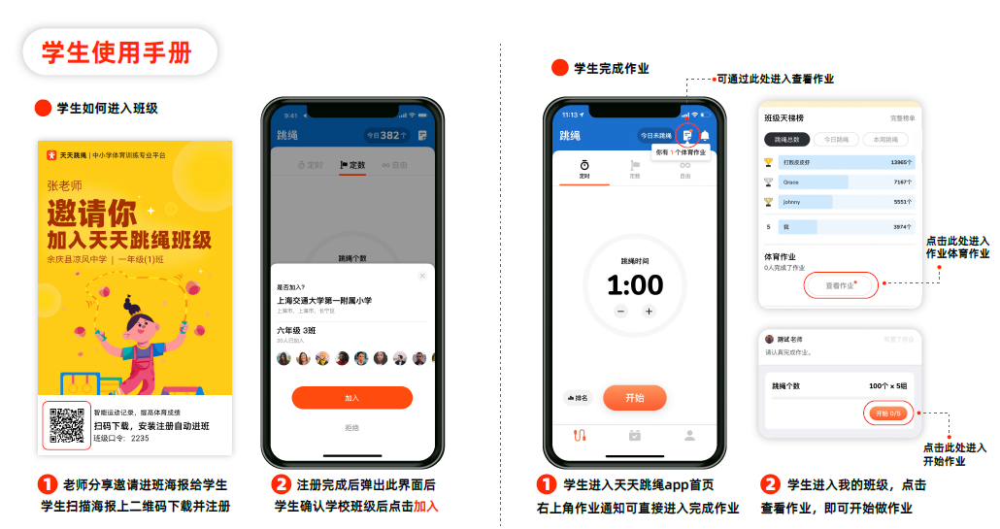 学生使用手册
学生如何进入班级
天天跳绳 | 中小学体育训练专业平台
张老师
邀请你
加入天天跳绳班级
余庆县凉风中学 | 一年级(1)班
智能运动记录，提高体育成绩
扫码下载，安装注册自动进班
班级口令： 2235
1 老师分享邀请进班海报给学生
学生扫描海报上二维码下载并注册
9:41
跳绳
今日382个
定时
定数
自由
跳绳个数
是否加入?
上海交通大学第一附属小学
上海市，上海市，长宁区
六年级 3班
30人已加入
加入
拒绝
2 注册完成后弹出此界面后
学生确认学校班级后点击加入
学生完成作业
可通过此处进入查看作业
11:13
跳绳
今日未跳绳
你有 1 个体育作业
定时
定数
自由
跳绳时间
1:00
排名
开始
1 学生进入天天跳绳app首页
右上角作业通知可直接进入完成作业
班级天梯榜
完整榜单
跳绳总数
今日跳绳
本周跳绳
打败皮皮虾
13965个
Grace
7167个
johnny
5551个
5
我
3974个
体育作业
0人完成了作业
查看作业
点击此处进入
作业体育作业
测试老师
布置了作业
请认真完成作业。
跳绳个数
100个 x 5组
开始 0/5
点击此处进入
开始作业
2 学生进入我的班级，点击
查看作业，即可开始做作业